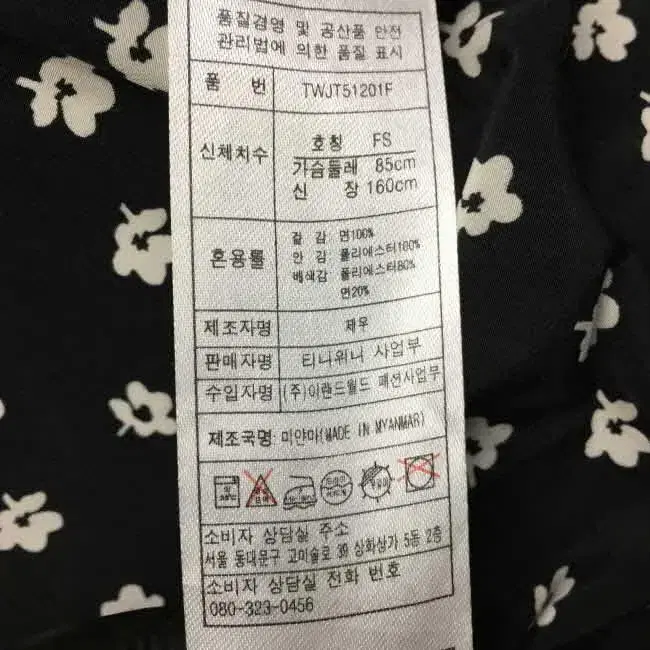 품질경영 및 공산품 안전
관리법에 의한 품질 표시
품 번 TWJT51201F
신체치수 호칭 FS
가슴둘레 85cm
신 장 160cm
혼용률 겉 감 면100%
안 감 폴리에스터100%
배색감 폴리에스터80%
면20%
제조자명 재우
판매자명 티니위니 사업부
수입자명 (주)이랜드월드 패션사업부
제조국명: 미얀마(MADE IN MYANMAR)
소비자 상담실 주소
서울 동대문구 고미술로 39 상화상가 5동 2층
소비자 상담실 전화 번호
080-323-0456